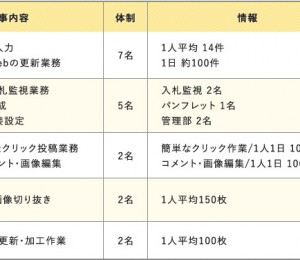 事内容 体制 情報
入力
ebの更新業務
7名
1人平均 14件
1日 約100件
札監視業務
成
接設定
5名
入札監視 2名
パンフレット 1名
管理部 2名
なクリック投稿業務
ント・画像編集
2名
簡単なクリック作業/1人1日 10
コメント・画像編集/1人1日 100
画像切り抜き 2名 1人平均150枚
更新・加工作業 2名 1人平均100枚